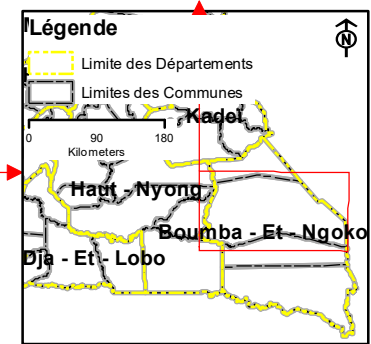 Légende
N
Limite des Départements
Limites des Communes
Kadeï
0 90 180
Kilometers
Haut - Nyong
Boumba - Et - Ngoko
Dja - Et - Lobo